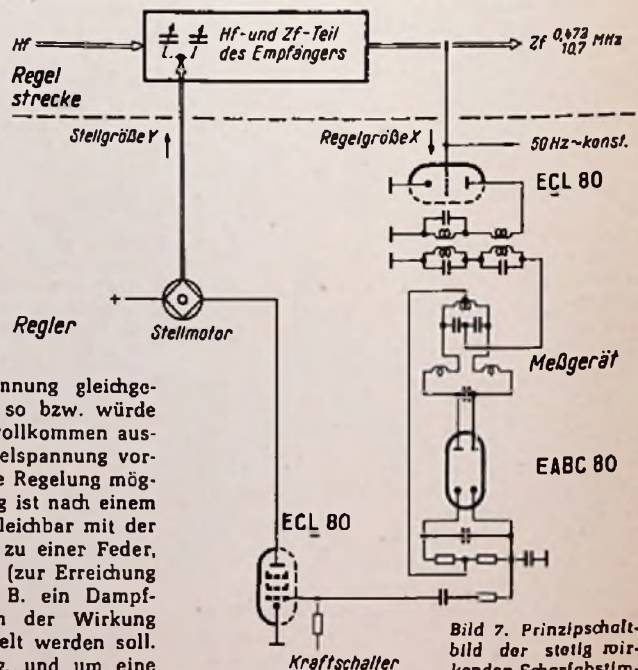 Hf
Hf- und Zf-Teil
des Empfängers
Zf 0,472 MHz
10,7
Regel
strecke
Stellgröße Y
Regelgröße X
50 Hz ~ konst.
ECL 80
+
Regler
Stellmotor
Meßgerät
EABC 80
ECL 80
Kraftschalter
nnung gleichge-
so bzw. würde
ollkommen aus-
elspannung vor-
e Regelung mög-
g ist nach einem
leichbar mit der
zu einer Feder,
(zur Erreichung
B. ein Dampf-
n der Wirkung
elt werden soll.
g, und um eine
Bild 7. Prinzipschalt-
bild der stetig wir-
kenden Scharfabstim-